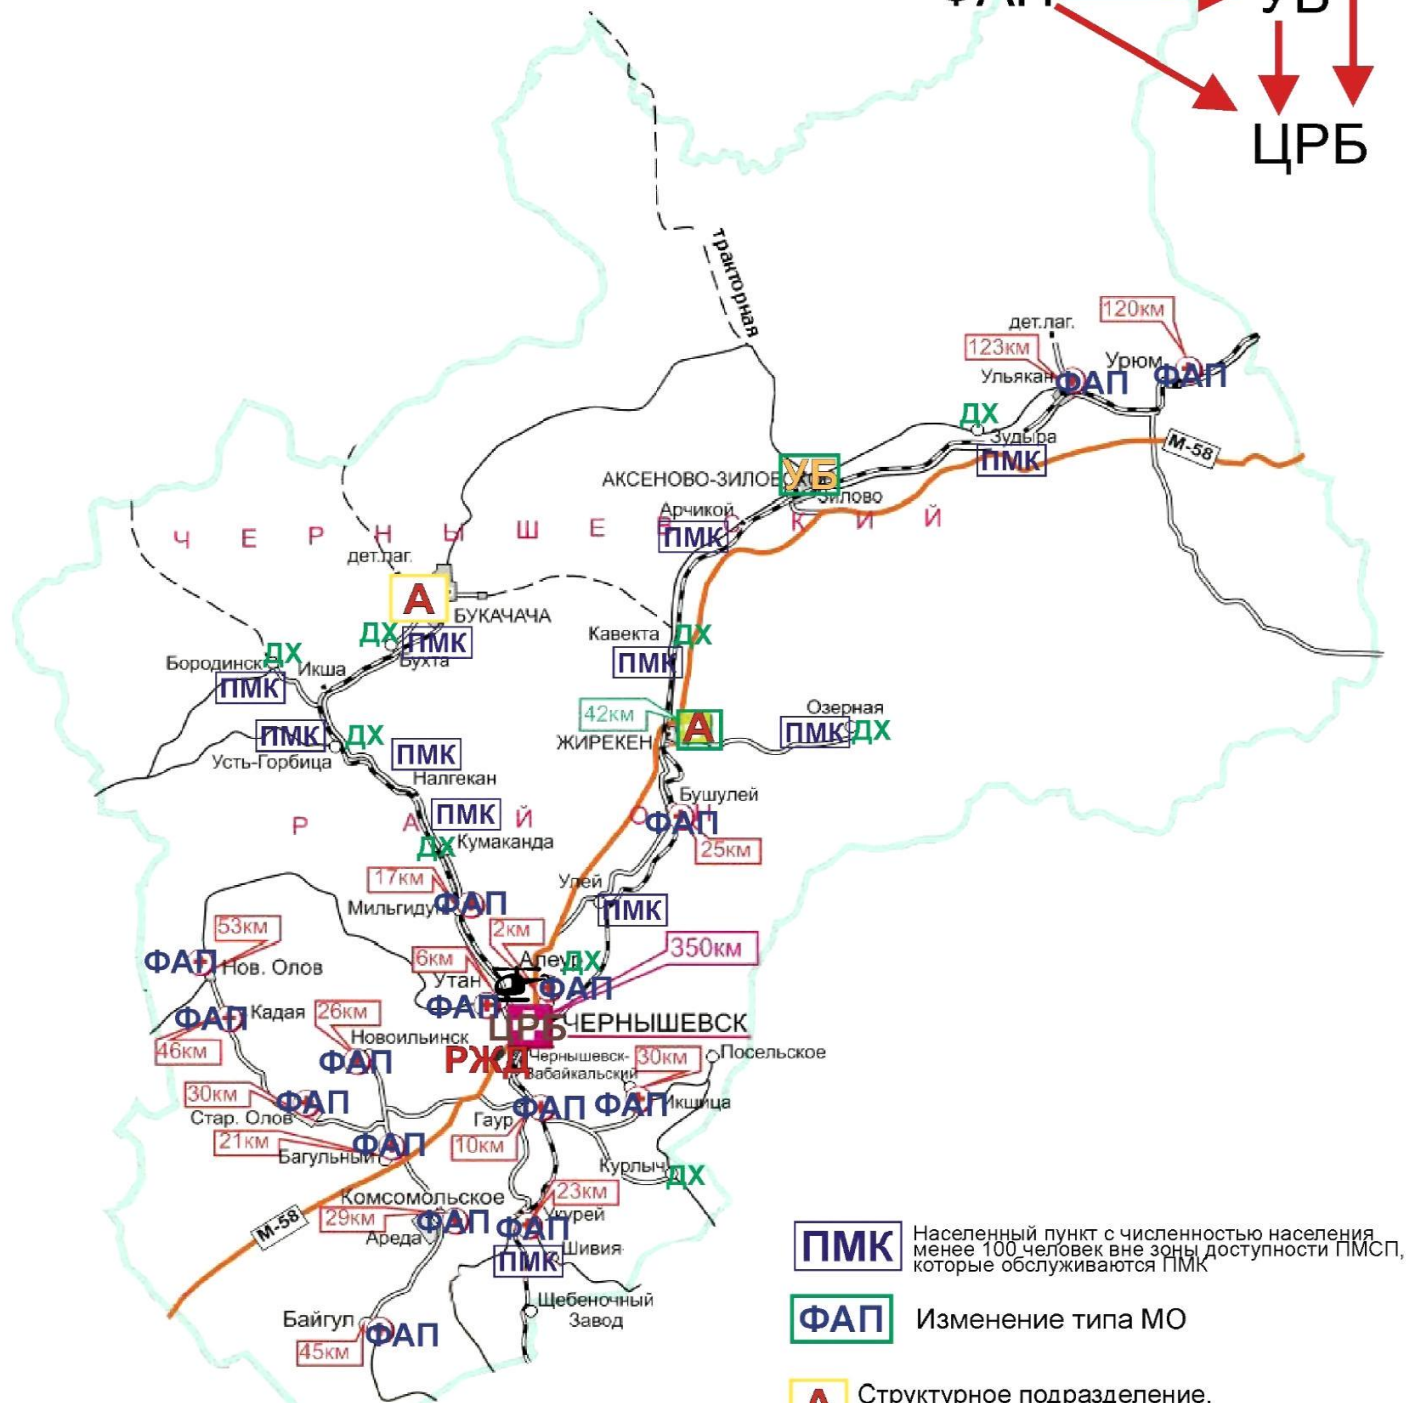 ФАП
УБ
ЦРБ
тракторная
120км
дет.лаг.
123км
Урюм
Ульякан
ФАП
ФАП
ДХ
Зудыра
ПМК
М-58
АКСЕНОВО-ЗИЛОВ
УБ
Зилово
Арчикой
ПМК
ЧЕРНЫШЕВСКИЙ
дет.лаг.
А
БУКАЧАЧА
ДХ
ПМК
Бухта
Кавекта
ДХ
ПМК
Бородинск
ДХ
Икша
ПМК
42км
А
ЖИРЕКЕН
Озерная
ПМК
ДХ
ПМК
ДХ
Усть-Горбица
ПМК
Налгекан
Бушулей
ПМК
РАЙОН
ФАП
ДХ
Кумаканда
25км
17км
Улей
Мильгидун
ФАП
ПМК
53км
2км
ФАП
Нов. Олов
6км
Алеур
ДХ
350км
Утан
ФАП
ФАП
ФАП
Кадая
26км
ЦРБ
ЧЕРНЫШЕВСК
46км
Новоильинск
ФАП
РЖД
Чернышевск-
Забайкальский
30км
Посельское
30км
ФАП
Стар. Олов
Гаур
ФАП
ФАП
Икшица
21км
ФАП
Багульный
10км
Курлыч
ДХ
Комсомольское
23км
29км
ФАП
ФАП
Укурей
М-58
Ареда
Шивия
ПМК
Щебеночный
Завод
Байгул
ФАП
45км
ПМК
Населенный пункт с численностью населения
менее 100 человек вне зоны доступности ПМСП,
которые обслуживаются ПМК
ФАП
Изменение типа МО
А
Структурное подразделение.